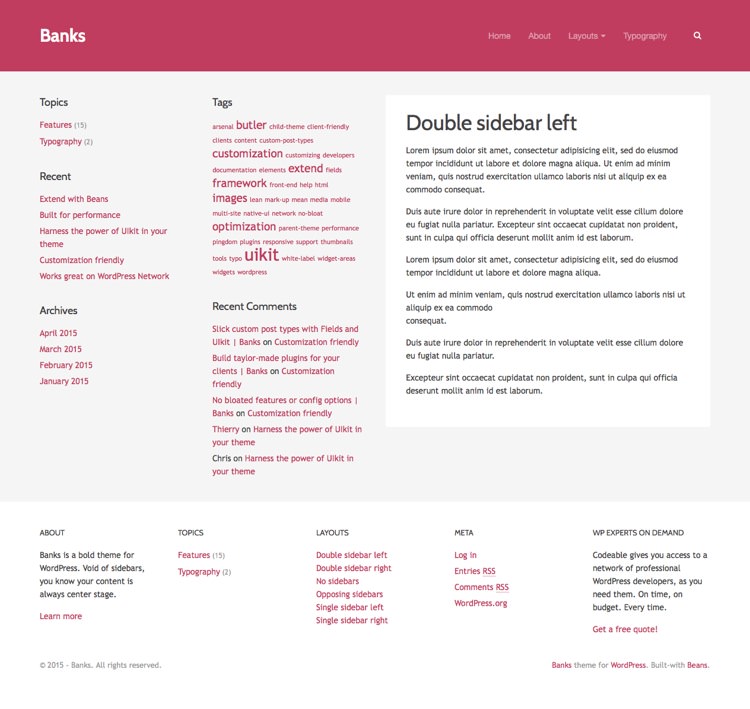 Banks
Home About Layouts Typography
Topics
Features (15)
Typography (2)
Recent
Extend with Beans
Built for performance
Harness the power of UIkit in your
theme
Customization friendly
Works great on WordPress Network
Archives
April 2015
March 2015
February 2015
January 2015
Tags
arsenal butler child-theme client-friendly
clients content custom-post-types
customization customizing developers
documentation elements extend fields
framework front-end help html
images lean mark-up mean media mobile
multi-site native-ui network no-bloat
optimization parent-theme performance
pingdom plugins responsive support thumbnails
tools typo uikit white-label widget-areas
widgets wordpress
Recent Comments
Slick custom post types with Fields and
UIkit | Banks on Customization friendly
Build taylor-made plugins for your
clients | Banks on Customization
friendly
No bloated features or config options |
Banks on Customization friendly
Thierry on Harness the power of UIkit in
your theme
Chris on Harness the power of UIkit in
your theme
Double sidebar left
Lorem ipsum dolor sit amet, consectetur adipisicing elit, sed do eiusmod
tempor incididunt ut labore et dolore magna aliqua. Ut enim ad minim
veniam, quis nostrud exercitation ullamco laboris nisi ut aliquip ex ea
commodo consequat.
Duis aute irure dolor in reprehenderit in voluptate velit esse cillum dolore
eu fugiat nulla pariatur. Excepteur sint occaecat cupidatat non proident,
sunt in culpa qui officia deserunt mollit anim id est laborum.
Lorem ipsum dolor sit amet, consectetur adipisicing elit, sed do eiusmod
tempor incididunt ut labore et dolore magna aliqua.
Ut enim ad minim veniam, quis nostrud exercitation ullamco laboris nisi ut
aliquip ex ea commodo
consequat.
Duis aute irure dolor in reprehenderit in voluptate velit esse cillum dolore
eu fugiat nulla pariatur.
Excepteur sint occaecat cupidatat non proident, sunt in culpa qui officia
deserunt mollit anim id est laborum.
ABOUT
Banks is a bold theme for
WordPress. Void of sidebars,
you know your content is
always center stage.
Learn more
TOPICS
Features (15)
Typography (2)
LAYOUTS
Double sidebar left
Double sidebar right
No sidebars
Opposing sidebars
Single sidebar left
Single sidebar right
META
Log in
Entries RSS
Comments RSS
WordPress.org
WP EXPERTS ON DEMAND
Codeable gives you access to a
network of professional
WordPress developers, as you
need them. On time, on
budget. Every time.
Get a free quote!
© 2015 - Banks. All rights reserved.
Banks theme for WordPress. Built-with Beans.